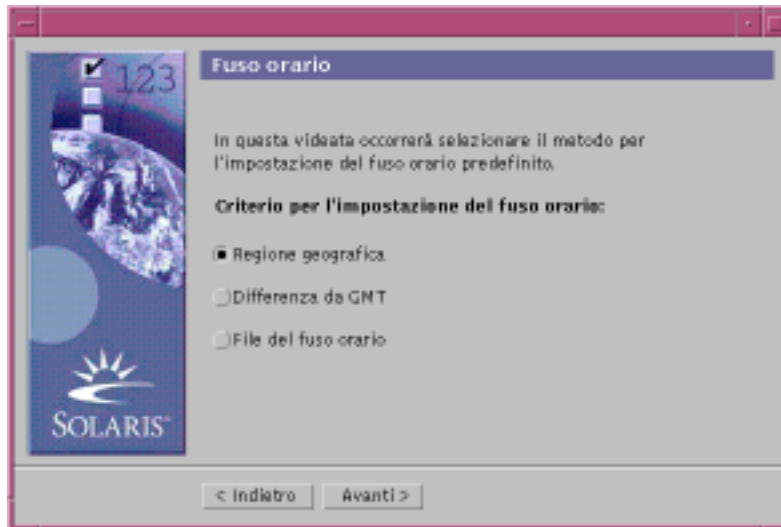 Fuso orario
123
In questa videata occorrerà selezionare il metodo per
l'impostazione del fuso orario predefinito.
Criterio per l'impostazione del fuso orario:
Regione geografica
Differenza da GMT
File del fuso orario
SOLARIS™
< Indietro
Avanti >